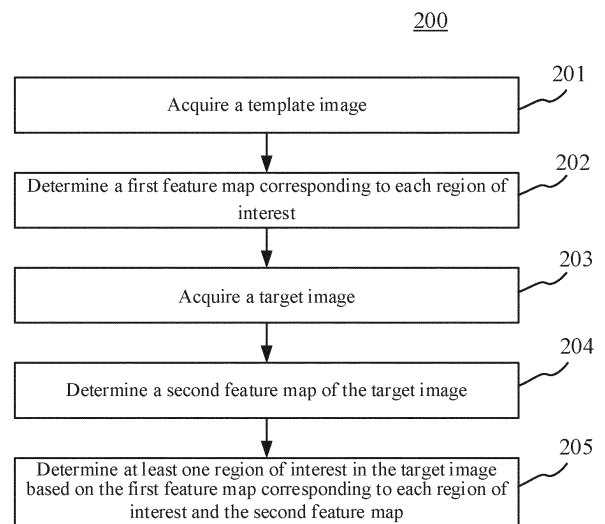 200
201
Acquire a template image
202
Determine a first feature map corresponding to each region of
interest
203
Acquire a target image
204
Determine a second feature map of the target image
205
Determine at least one region of interest in the target image
based on the first feature map corresponding to each region of
interest and the second feature map